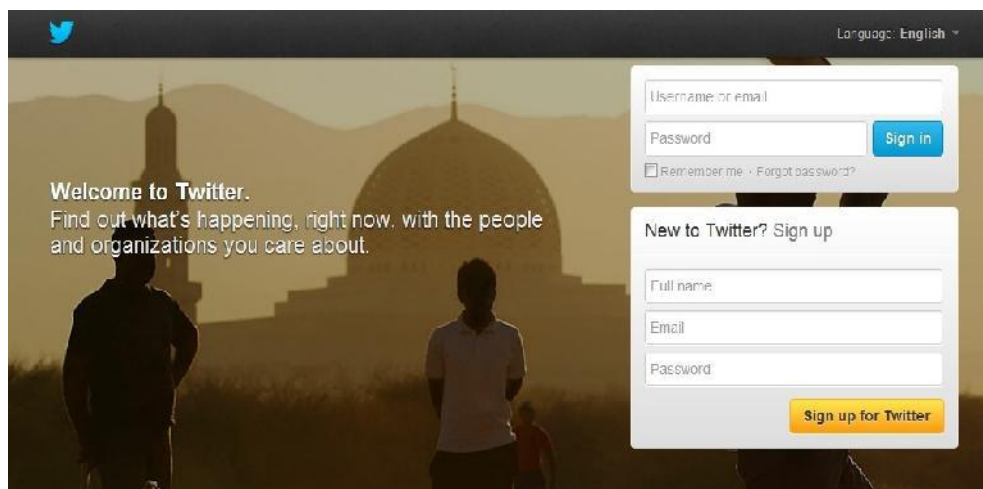 Language: English
Welcome to Twitter.
Find out what's happening, right now, with the people
and organizations you care about.
Username or email
Password
Sign in
Remember me · Forgot password?
New to Twitter? Sign up
Full name
Email
Password
Sign up for Twitter